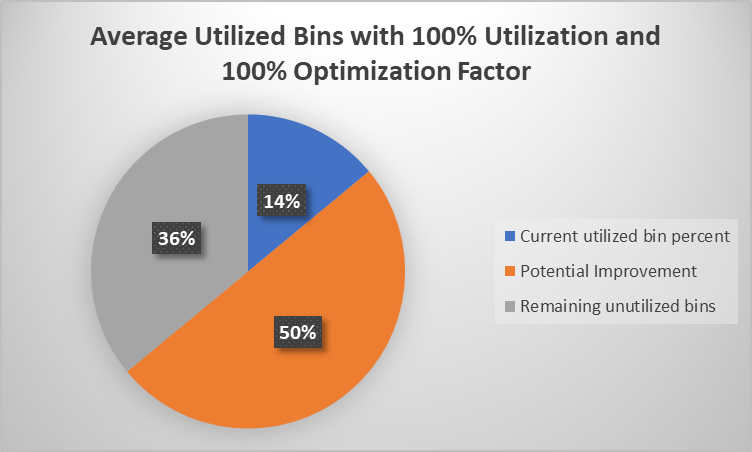 Average Utilized Bins with 100% Utilization and
100% Optimization Factor
14%
36%
50%
Current utilized bin percent
Potential Improvement
Remaining unutilized bins